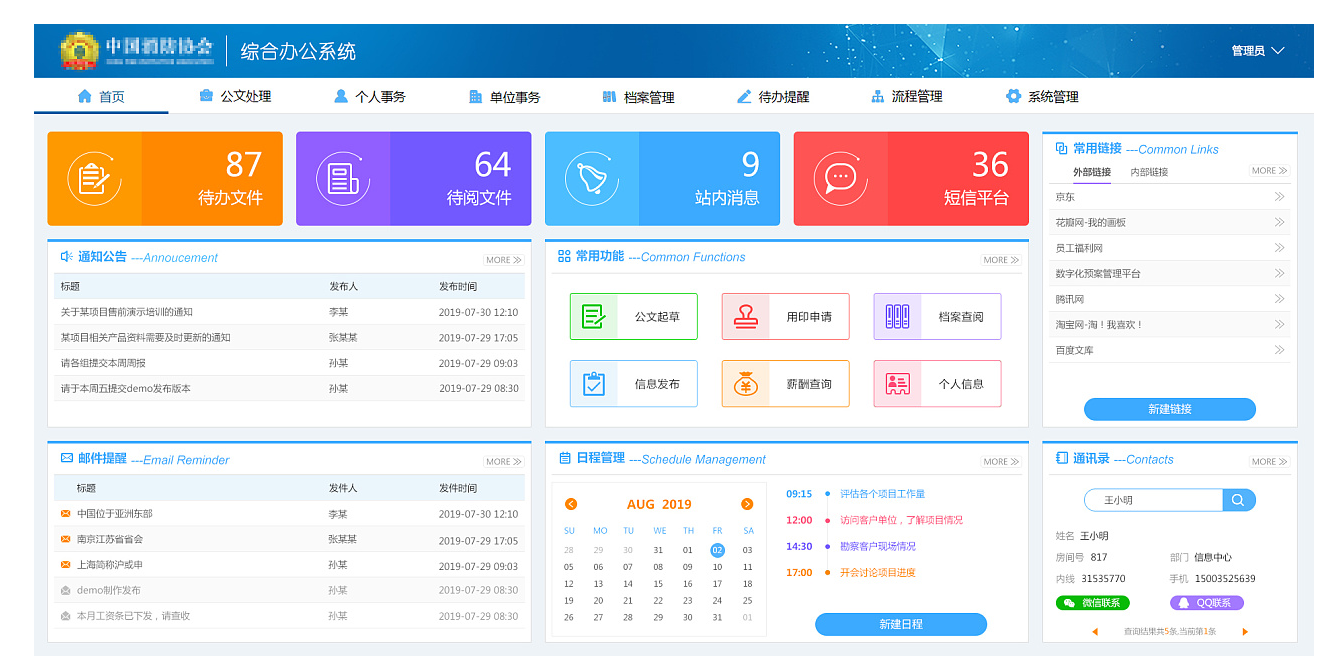 中国消防协会 综合办公系统 管理员
首页 公文处理 个人事务 单位事务 档案管理 待办提醒 流程管理 系统管理
87
待办文件
64
待阅文件
9
站内消息
36
短信平台
常用链接 ---Common Links
外部链接 内部链接 MORE
京东
花瓣网-我的画板
员工福利网
数字化预案管理平台
腾讯网
淘宝网-淘！我喜欢！
百度文库
新建链接
通知公告 ---Annoucement MORE
标题 发布人 发布时间
关于某项目售前演示培训的通知 李某 2019-07-30 12:10
某项目相关产品资料需要及时更新的通知 张某某 2019-07-29 17:05
请各组提交本周周报 孙某 2019-07-29 09:03
请于本周五提交demo发布版本 孙某 2019-07-29 08:30
常用功能 ---Common Functions MORE
公文起草 用印申请 档案查阅
信息发布 薪酬查询 个人信息
邮件提醒 ---Email Reminder MORE
标题 发件人 发件时间
中国位于亚洲东部 李某 2019-07-30 12:10
南京江苏省省会 张某某 2019-07-29 17:05
上海简称沪或申 孙某 2019-07-29 09:03
demo制作发布 孙某 2019-07-29 08:30
本月工资条已下发，请查收 孙某 2019-07-29 08:30
日程管理 ---Schedule Management MORE
AUG 2019
SU MO TU WE TH FR SA
28 29 30 31 01 02 03
05 06 07 08 09 10 11
12 13 14 15 16 17 18
19 20 21 22 23 24 25
26 27 28 29 30 31 01
09:15 评估各个项目工作量
12:00 访问客户单位，了解项目情况
14:30 勘察客户现场情况
17:00 开会讨论项目进度
新建日程
通讯录 ---Contacts MORE
王小明
姓名 王小明
房间号 817 部门 信息中心
内线 31535770 手机 15003525639
微信联系 QQ联系
查询结果共5条,当前第1条